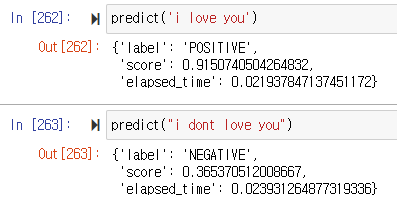 In [262]: predict('i love you')
Out[262]: {'label': 'POSITIVE',
'score': 0.9150740504264832,
'elapsed_time': 0.021937847137451172}
In [263]: predict("i dont love you")
Out[263]: {'label': 'NEGATIVE',
'score': 0.365370512008667,
'elapsed_time': 0.023931264877319336}